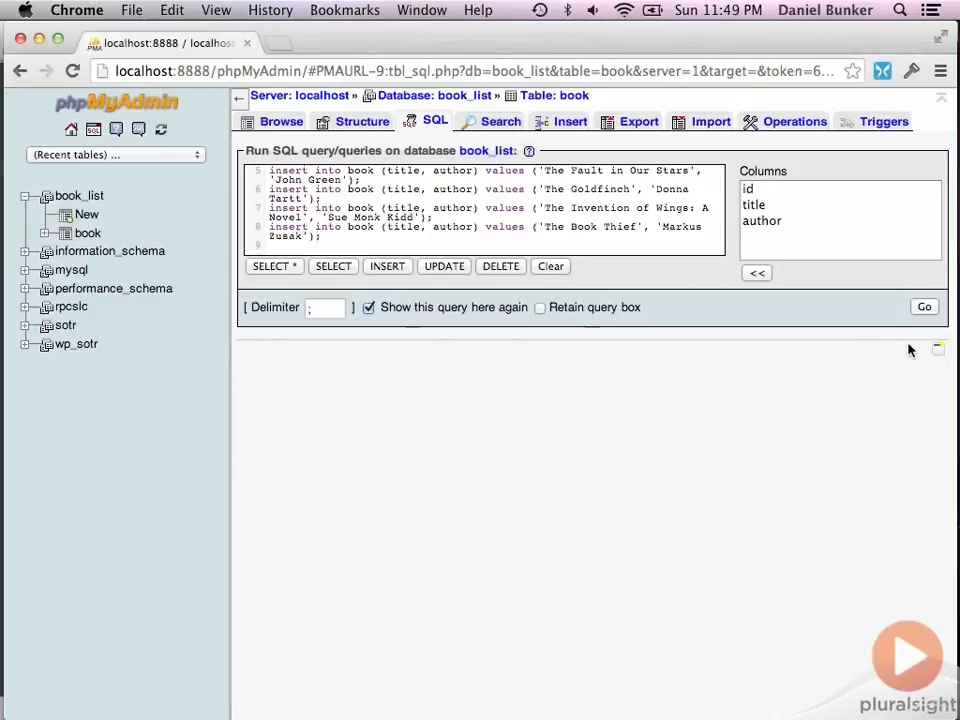 Chrome File Edit View History Bookmarks Window Help Sun 11:49 PM Daniel Bunker
localhost:8888 / localhos
localhost:8888/phpMyAdmin/#PMAURL-9:tbl_sql.php?db=book_list&table=book&server=1&target=&token=6...
phpMyAdmin
SQL
(Recent tables) ...
book_list
New
book
information_schema
mysql
performance_schema
rpcslc
sotr
wp_sotr
Server: localhost » Database: book_list » Table: book
Browse Structure SQL Search Insert Export Import Operations Triggers
Run SQL query/queries on database book_list:
5 insert into book (title, author) values ('The Fault in Our Stars',
'John Green');
6 insert into book (title, author) values ('The Goldfinch', 'Donna
Tartt');
7 insert into book (title, author) values ('The Invention of Wings: A
Novel', 'Sue Monk Kidd');
8 insert into book (title, author) values ('The Book Thief', 'Markus
Zusak');
9
Columns
id
title
author
<<
SELECT * SELECT INSERT UPDATE DELETE Clear
[ Delimiter ; ] Show this query here again Retain query box Go
pluralsight